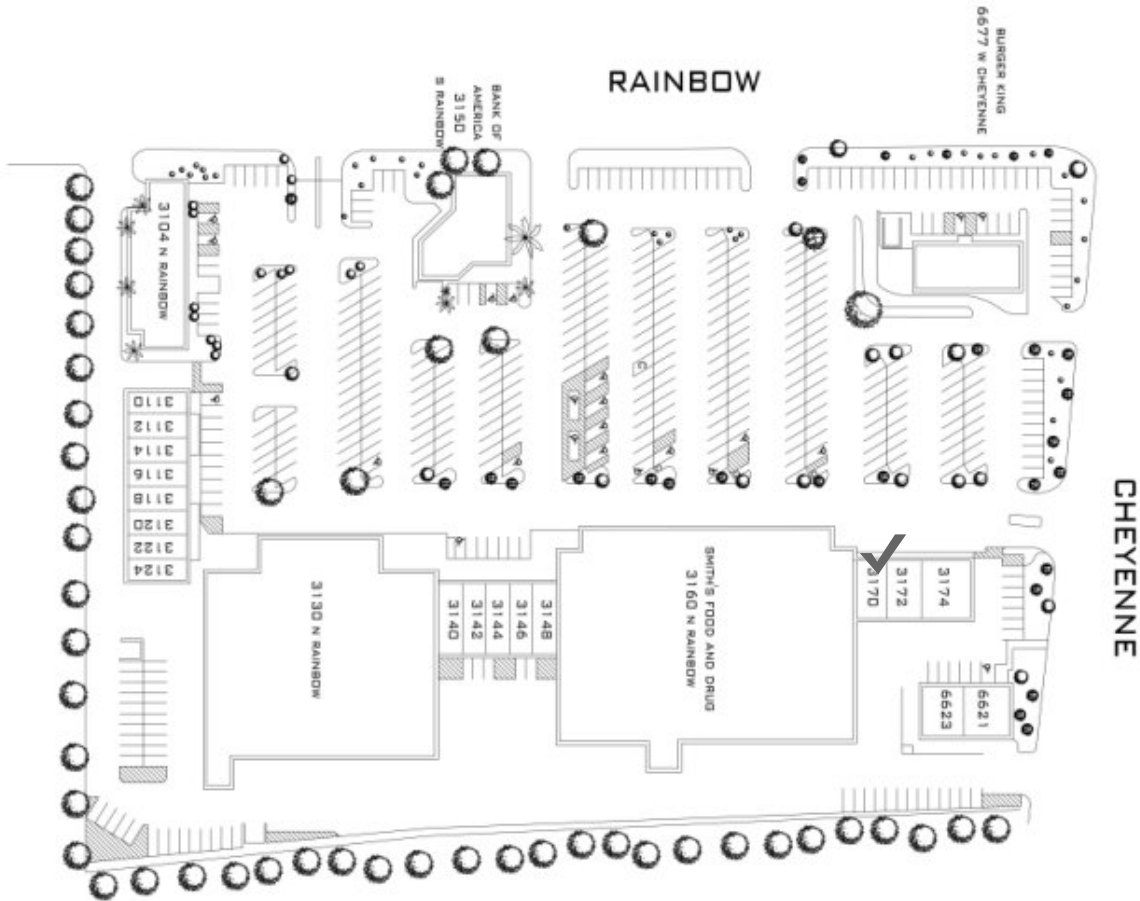 RAINBOW
BURGER KING
6677 W CHEYENNE
BANK OF
AMERICA
3150
S RAINBOW
3104 N RAINBOW
3110
3112
3114
3116
3118
3120
3122
3124
CHEYENNE
3130 N RAINBOW
3140
3142
3144
3146
3148
SMITH'S FOOD AND DRUG
3160 N RAINBOW
3170
3172
3174
6623
6621